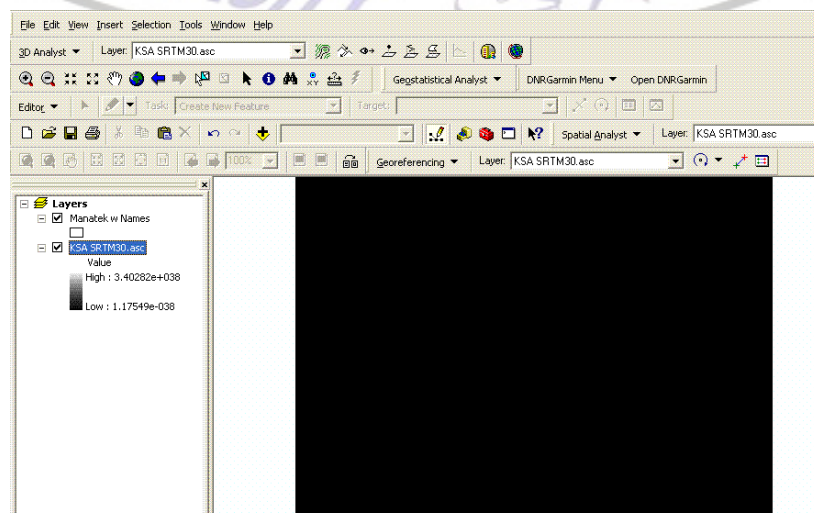 File Edit View Insert Selection Tools Window Help
3D Analyst Layer: KSA SRTM30.asc
Geostatistical Analyst DNRGarmin Menu Open DNRGarmin
Editor Task: Create New Feature Target:
Spatial Analyst Layer: KSA SRTM30.asc
100% Georeferencing Layer: KSA SRTM30.asc
Layers
Manatek w Names
KSA SRTM30.asc
Value
High : 3.40282e+038
Low : 1.17549e-038